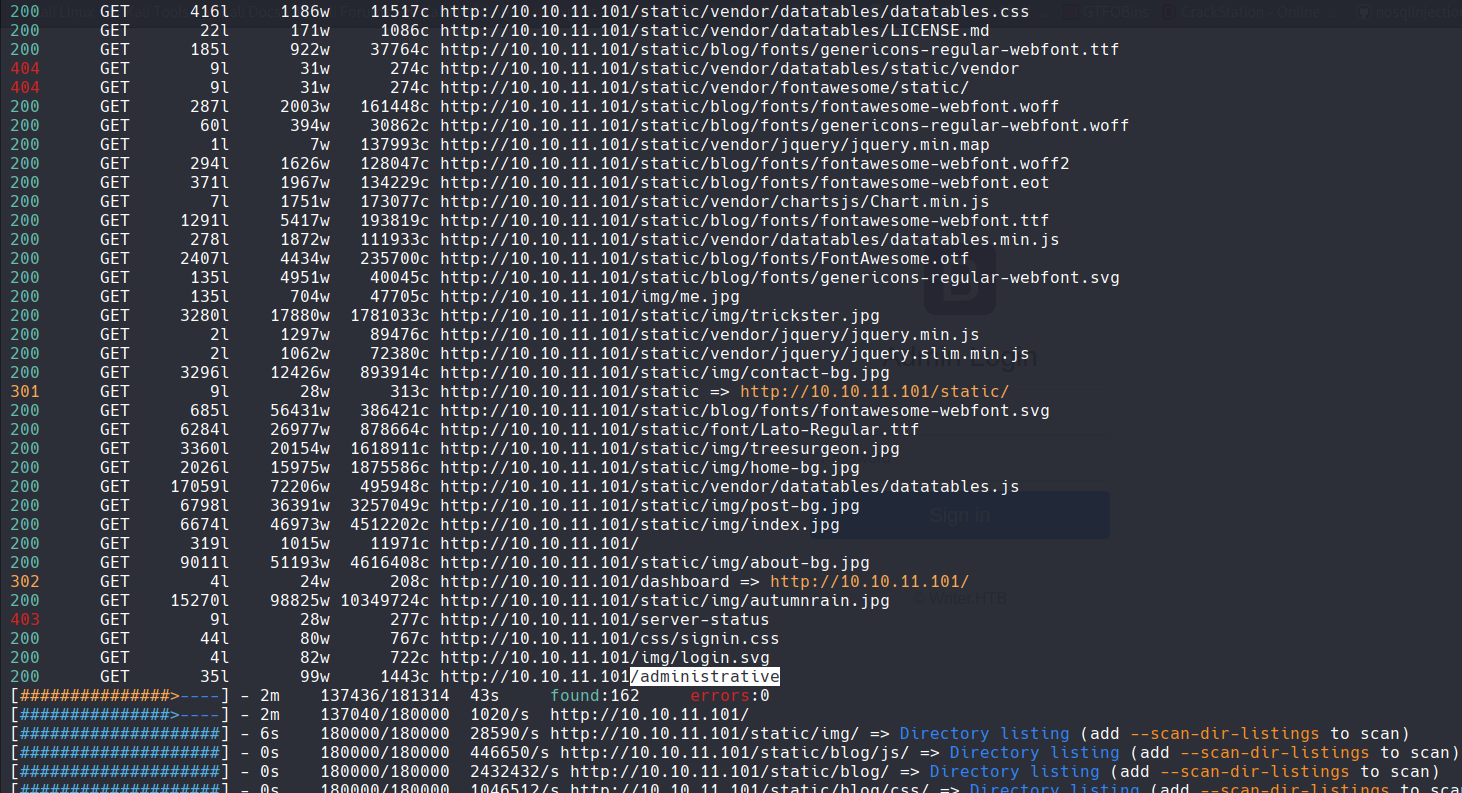 200 GET 416l 1186w 11517c http://10.10.11.101/static/vendor/datatables/datatables.css
200 GET 22l 171w 1086c http://10.10.11.101/static/vendor/datatables/LICENSE.md
200 GET 185l 922w 37764c http://10.10.11.101/static/blog/fonts/genericons-regular-webfont.ttf
404 GET 9l 31w 274c http://10.10.11.101/static/vendor/datatables/static/vendor
404 GET 9l 31w 274c http://10.10.11.101/static/vendor/fontawesome/static/
200 GET 287l 2003w 161448c http://10.10.11.101/static/blog/fonts/fontawesome-webfont.woff
200 GET 60l 394w 30862c http://10.10.11.101/static/blog/fonts/genericons-regular-webfont.woff
200 GET 1l 7w 137993c http://10.10.11.101/static/vendor/jquery/jquery.min.map
200 GET 294l 1626w 128047c http://10.10.11.101/static/blog/fonts/fontawesome-webfont.woff2
200 GET 371l 1967w 134229c http://10.10.11.101/static/blog/fonts/fontawesome-webfont.eot
200 GET 7l 1751w 173077c http://10.10.11.101/static/vendor/chartsjs/Chart.min.js
200 GET 1291l 5417w 193819c http://10.10.11.101/static/blog/fonts/fontawesome-webfont.ttf
200 GET 278l 1872w 111933c http://10.10.11.101/static/vendor/datatables/datatables.min.js
200 GET 2407l 4434w 235700c http://10.10.11.101/static/blog/fonts/FontAwesome.otf
200 GET 135l 4951w 40045c http://10.10.11.101/static/blog/fonts/genericons-regular-webfont.svg
200 GET 135l 704w 47705c http://10.10.11.101/img/me.jpg
200 GET 3280l 17880w 1781033c http://10.10.11.101/static/img/trickster.jpg
200 GET 2l 1297w 89476c http://10.10.11.101/static/vendor/jquery/jquery.min.js
200 GET 2l 1062w 72380c http://10.10.11.101/static/vendor/jquery/jquery.slim.min.js
200 GET 3296l 12426w 893914c http://10.10.11.101/static/img/contact-bg.jpg
301 GET 9l 28w 313c http://10.10.11.101/static => http://10.10.11.101/static/
200 GET 685l 56431w 386421c http://10.10.11.101/static/blog/fonts/fontawesome-webfont.svg
200 GET 6284l 26977w 878664c http://10.10.11.101/static/font/Lato-Regular.ttf
200 GET 3360l 20154w 1618911c http://10.10.11.101/static/img/treesurgeon.jpg
200 GET 2026l 15975w 1875586c http://10.10.11.101/static/img/home-bg.jpg
200 GET 17059l 72206w 495948c http://10.10.11.101/static/vendor/datatables/datatables.js
200 GET 6798l 36391w 3257049c http://10.10.11.101/static/img/post-bg.jpg
200 GET 6674l 46973w 4512202c http://10.10.11.101/static/img/index.jpg
Sign in
200 GET 319l 1015w 11971c http://10.10.11.101/
200 GET 9011l 51193w 4616408c http://10.10.11.101/static/img/about-bg.jpg
302 GET 4l 24w 208c http://10.10.11.101/dashboard => http://10.10.11.101/
200 GET 15270l 98825w 10349724c http://10.10.11.101/static/img/autumnrain.jpg
© Writer.HTB
403 GET 9l 28w 277c http://10.10.11.101/server-status
200 GET 44l 80w 767c http://10.10.11.101/css/signin.css
200 GET 4l 82w 722c http://10.10.11.101/img/login.svg
200 GET 35l 99w 1443c http://10.10.11.101/administrative
[###############>----] - 2m 137436/181314 43s found:162 errors:0
[###############>----] - 2m 137040/180000 1020/s http://10.10.11.101/
[####################] - 6s 180000/180000 28590/s http://10.10.11.101/static/img/ => Directory listing (add --scan-dir-listings to scan)
[####################] - 0s 180000/180000 446650/s http://10.10.11.101/static/blog/js/ => Directory listing (add --scan-dir-listings to scan)
[####################] - 0s 180000/180000 2432432/s http://10.10.11.101/static/blog/ => Directory listing (add --scan-dir-listings to scan)
[####################] - 0s 180000/180000 1046512/s http://10.10.11.101/static/blog/css/ => Directory listing (add --scan-dir-listings to scan)